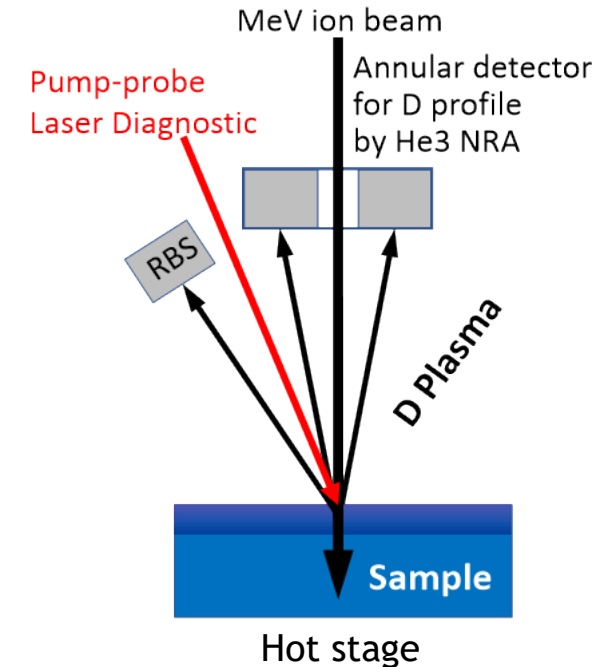 MeV ion beam
Pump-probe
Laser Diagnostic
Annular detector
for D profile
by He3 NRA
RBS
D Plasma
Sample
Hot stage